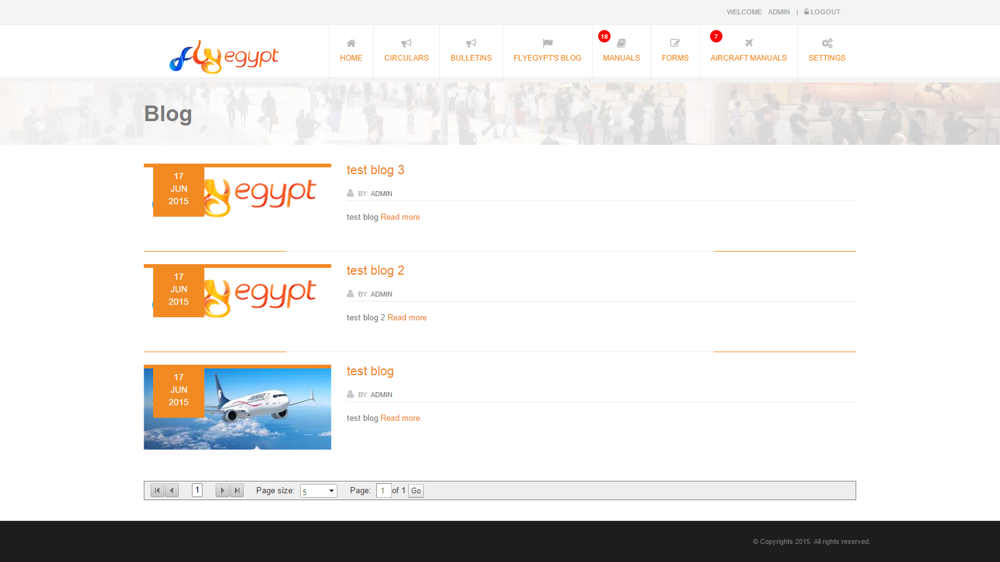 WELCOME ADMIN | LOGOUT
Fly egypt
HOME
CIRCULARS
BULLETINS
FLYEGYPT'S BLOG
18
MANUALS
FORMS
7
AIRCRAFT MANUALS
SETTINGS
Blog
17
JUN
2015
egypt
test blog 3
BY: ADMIN
test blog Read more
17
JUN
2015
egypt
test blog 2
BY: ADMIN
test blog 2 Read more
17
JUN
2015
test blog
BY: ADMIN
test blog Read more
1 Page size: 5 Page: 1 of 1 Go
© Copyrights 2015. All rights reserved.